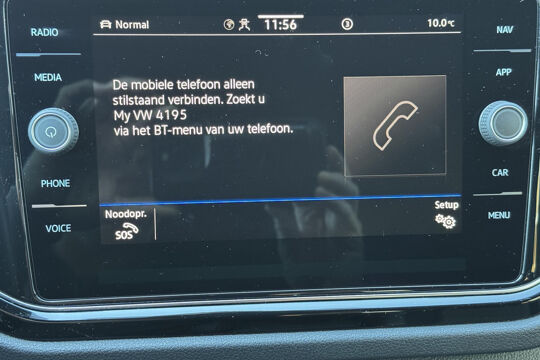 RADIO
MEDIA
PHONE
VOICE
Normal
11:56
3
10.0°C
De mobiele telefoon alleen
stilstaand verbinden. Zoekt u
My VW 4195
via het BT-menu van uw telefoon.
Noodopr.
SOS
Setup
NAV
APP
CAR
MENU